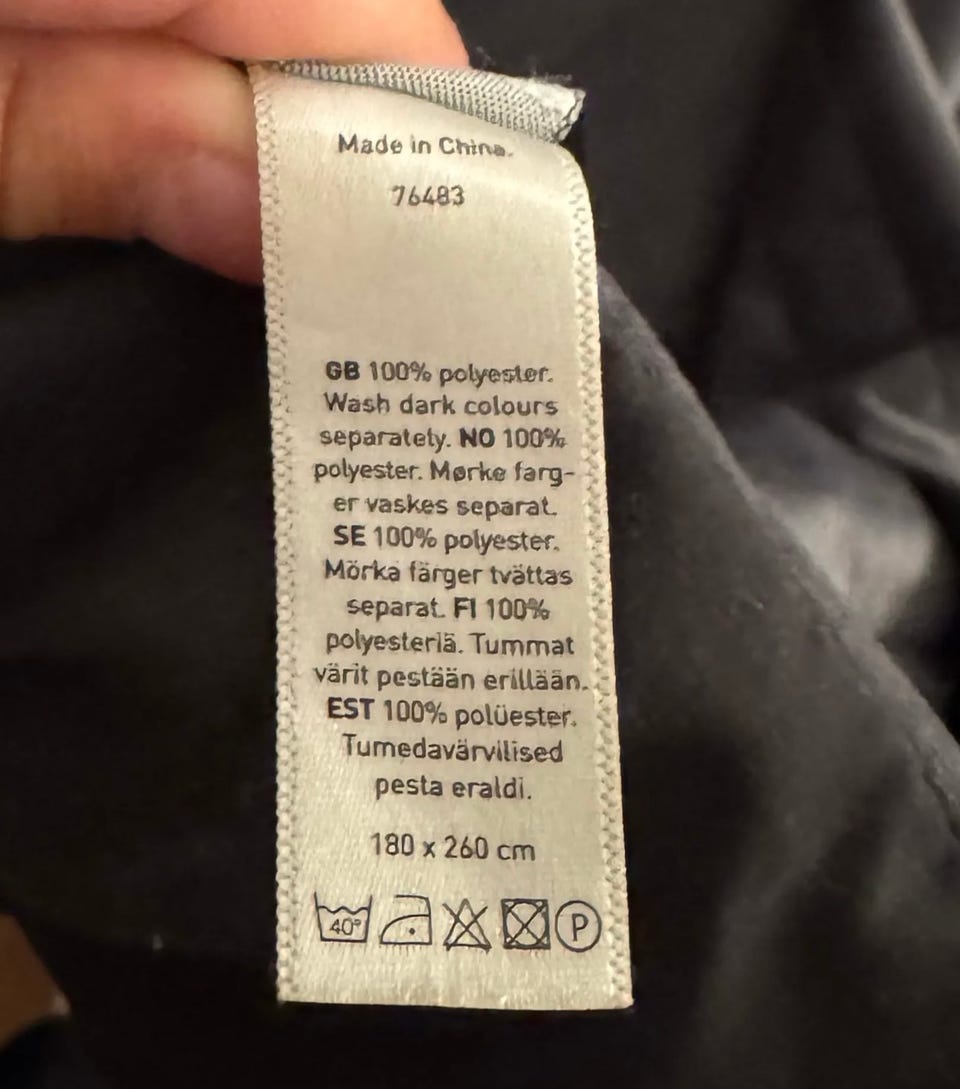 Made in China.
76483
GB 100% polyester.
Wash dark colours
separately. NO 100%
polyester. Mørke farg-
er vaskes separat.
SE 100% polyester.
Mörka färger tvättas
separat. FI 100%
polyesteriä. Tummat
värit pestään erillään.
EST 100% polüester.
Tumedavärvilised
pesta eraldi.
180 x 260 cm
40° P